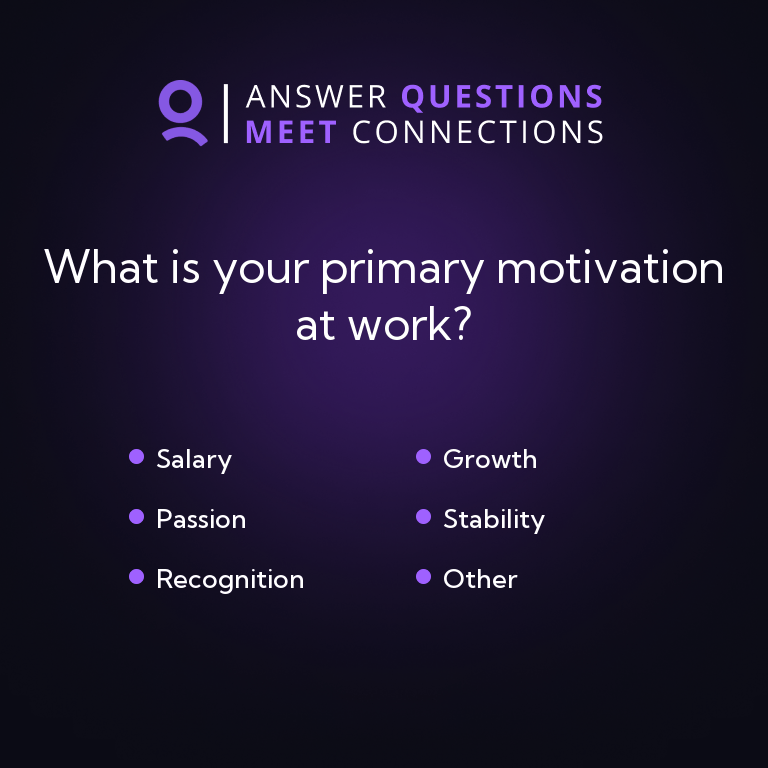 ANSWER QUESTIONS
MEET CONNECTIONS
What is your primary motivation
at work?
Salary
Growth
Passion
Stability
Recognition
Other